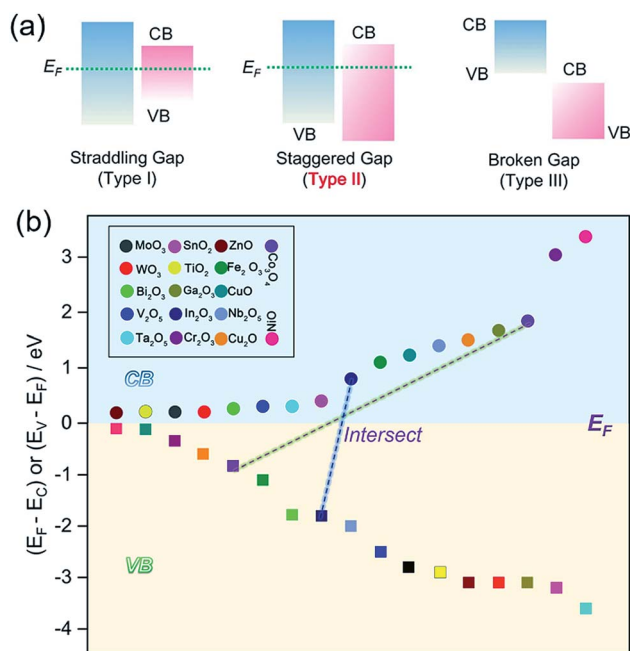 (a)
CB
CB
CB
E_F
E_F
VB
CB
VB
VB
VB
Straddling Gap
(Type I)
Staggered Gap
(Type II)
Broken Gap
(Type III)
(b)
MoO₃ SnO₂ ZnO Co₃O₄
WO₃ TiO₂ Fe₂O₃
Bi₂O₃ Ga₂O₃ CuO
V₂O₅ In₂O₃ Nb₂O₅ NiO
Ta₂O₅ Cr₂O₃ Cu₂O
3
2
1
0
-1
-2
-3
-4
(E_F - E_C) or (E_V - E_F) / eV
CB
Intersect
E_F
VB